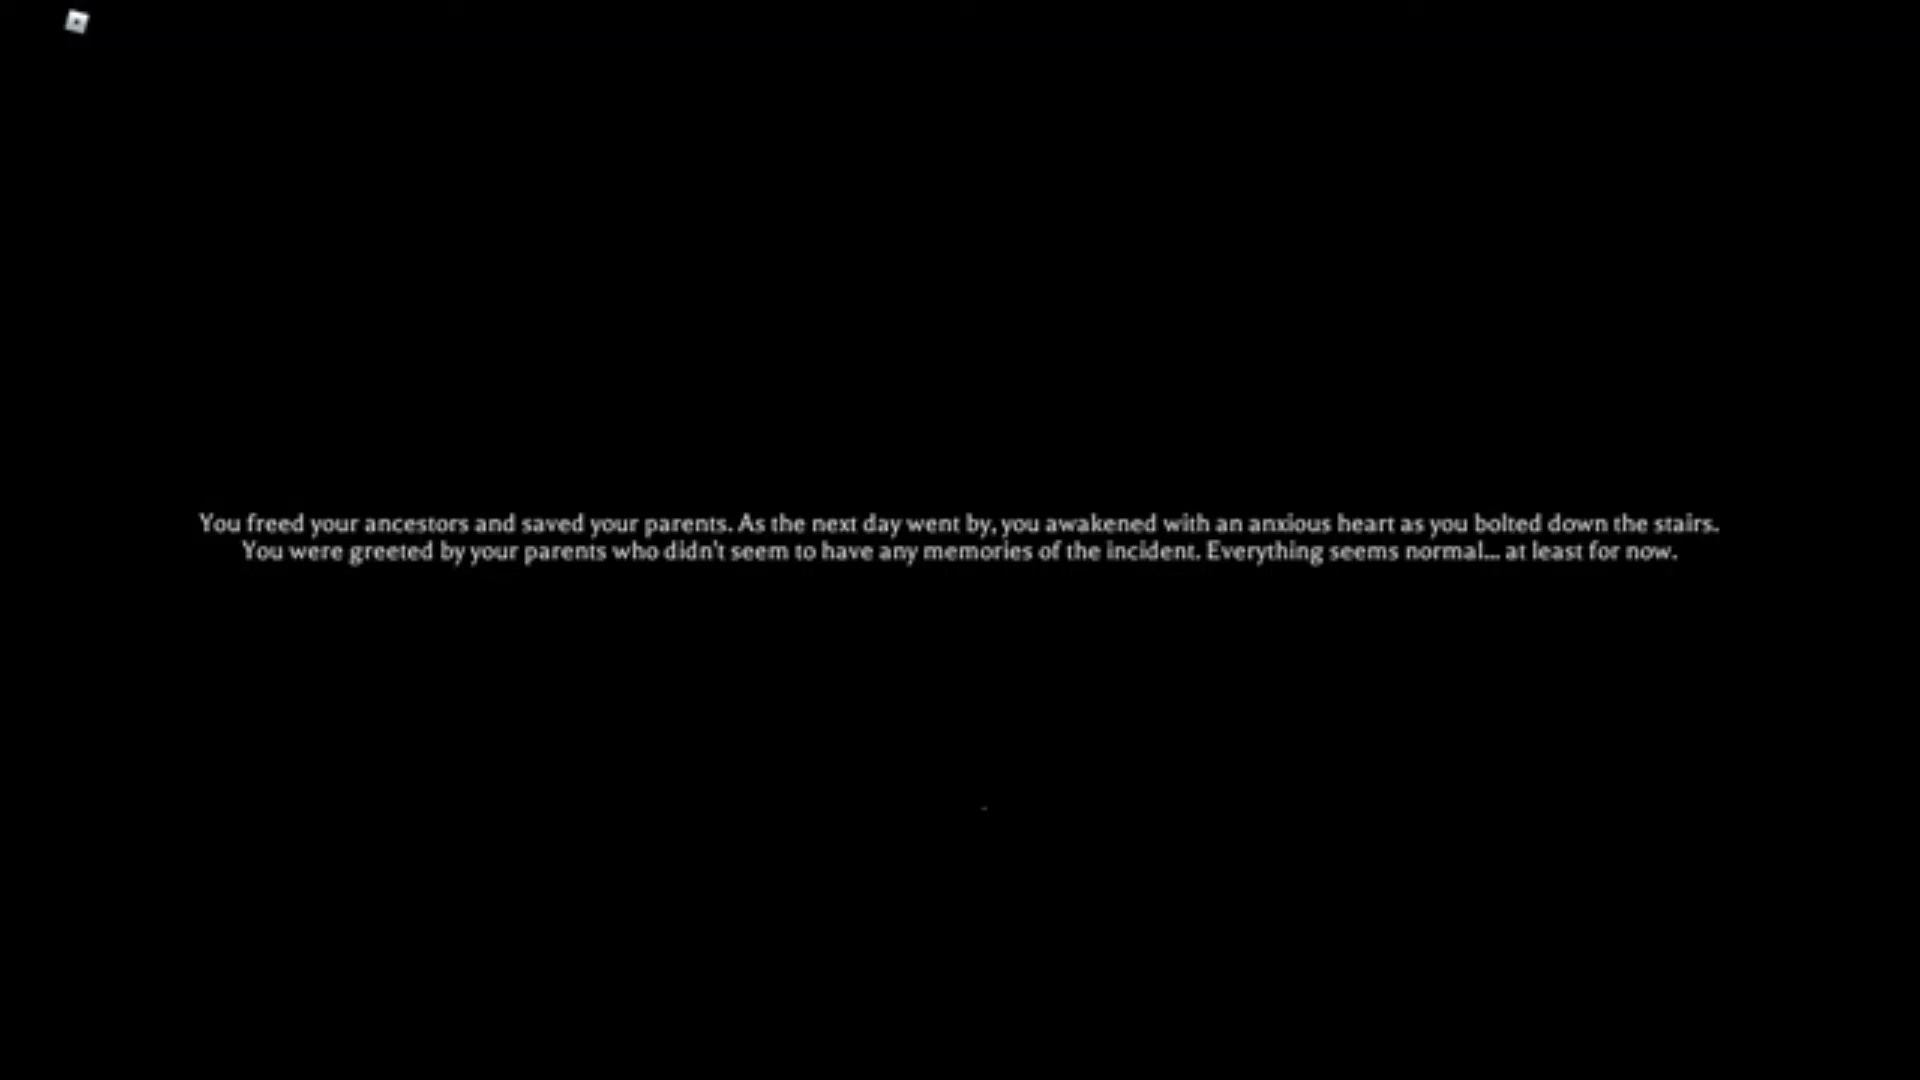 You freed your ancestors and saved your parents. As the next day went by, you awakened with an anxious heart as you bolted down the stairs.
You were greeted by your parents who didn't seem to have any memories of the incident. Everything seems normal... at least for now.